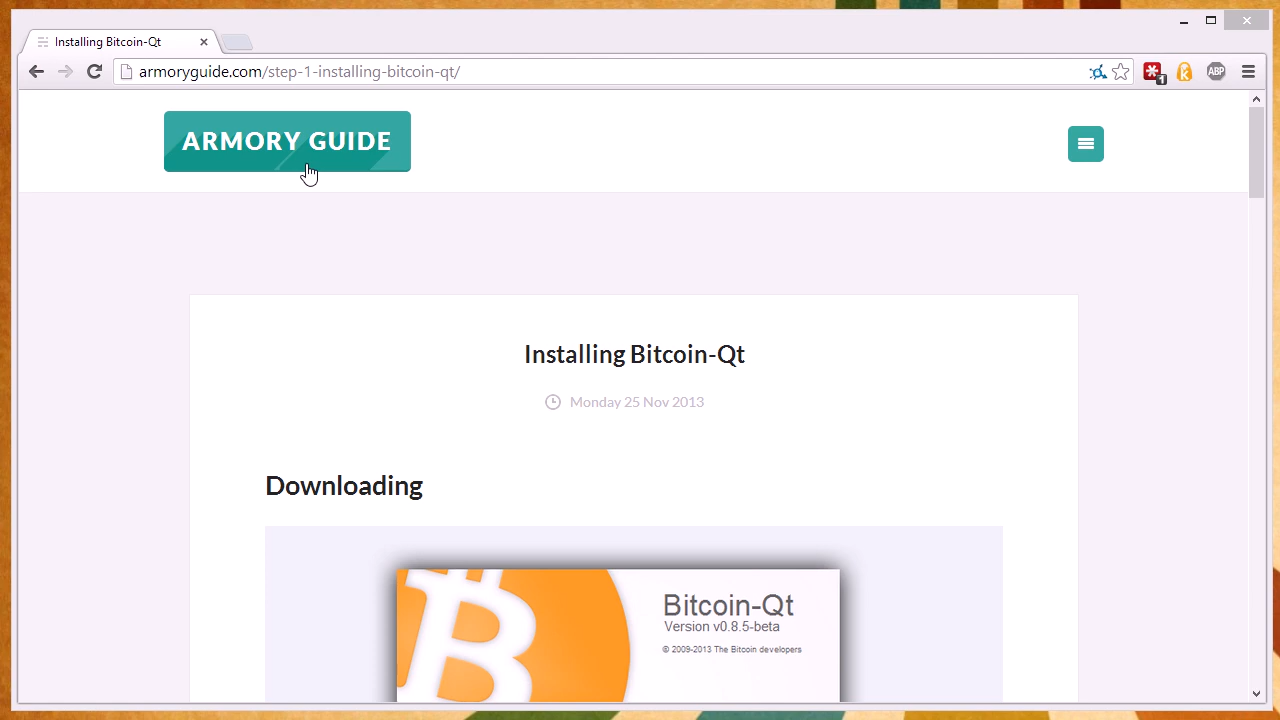 Installing Bitcoin-Qt
armoryguide.com/step-1-installing-bitcoin-qt/
1
ABP
ARMORY GUIDE
Installing Bitcoin-Qt
Monday 25 Nov 2013
Downloading
Bitcoin-Qt
Version v0.8.5-beta
© 2009-2013 The Bitcoin developers